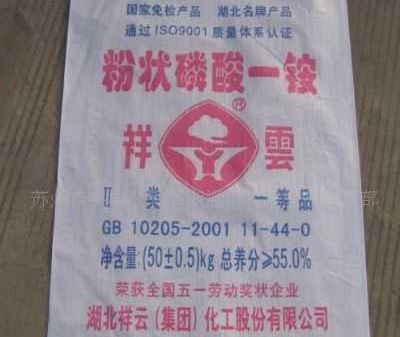 国家免检产品 湖北名牌产品
通过ISO9001质量体系认证
粉状磷酸一铵
祥 ® 雲
II 类 一等品
GB 10205-2001 11-44-0
净含量:(50±0.5)kg 总养分≥55.0%
荣获全国五一劳动奖状企业
湖北祥云(集团)化工股份有限公司